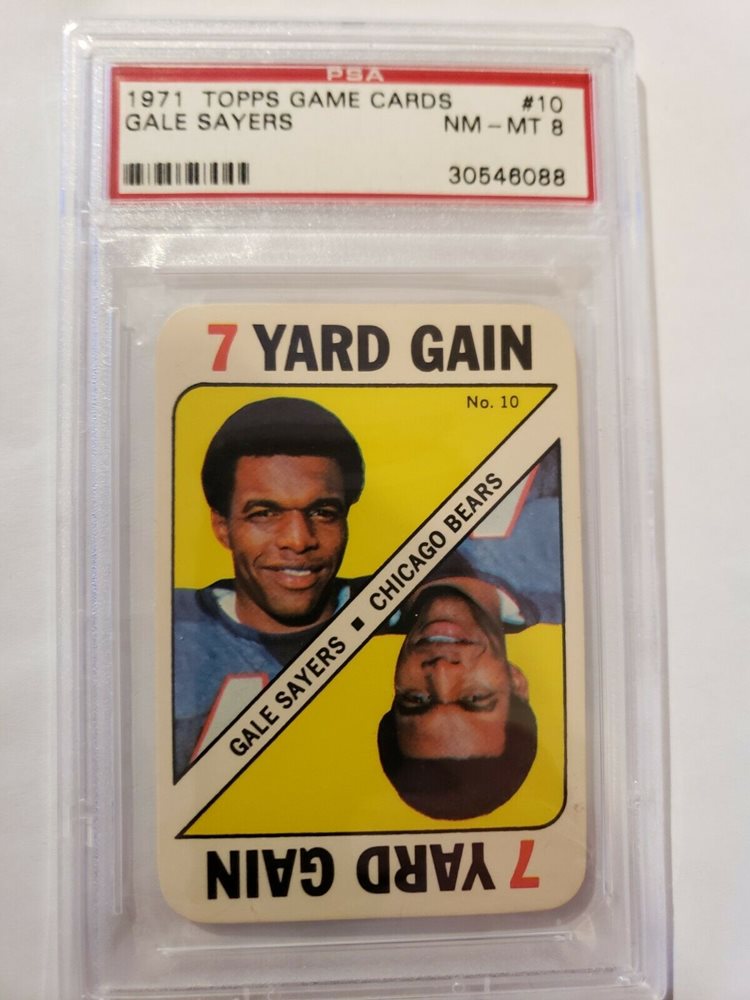 PSA
1971 TOPPS GAME CARDS #10
GALE SAYERS NM - MT 8
30546088
7 YARD GAIN
No. 10
GALE SAYERS ▪ CHICAGO BEARS
7 YARD GAIN